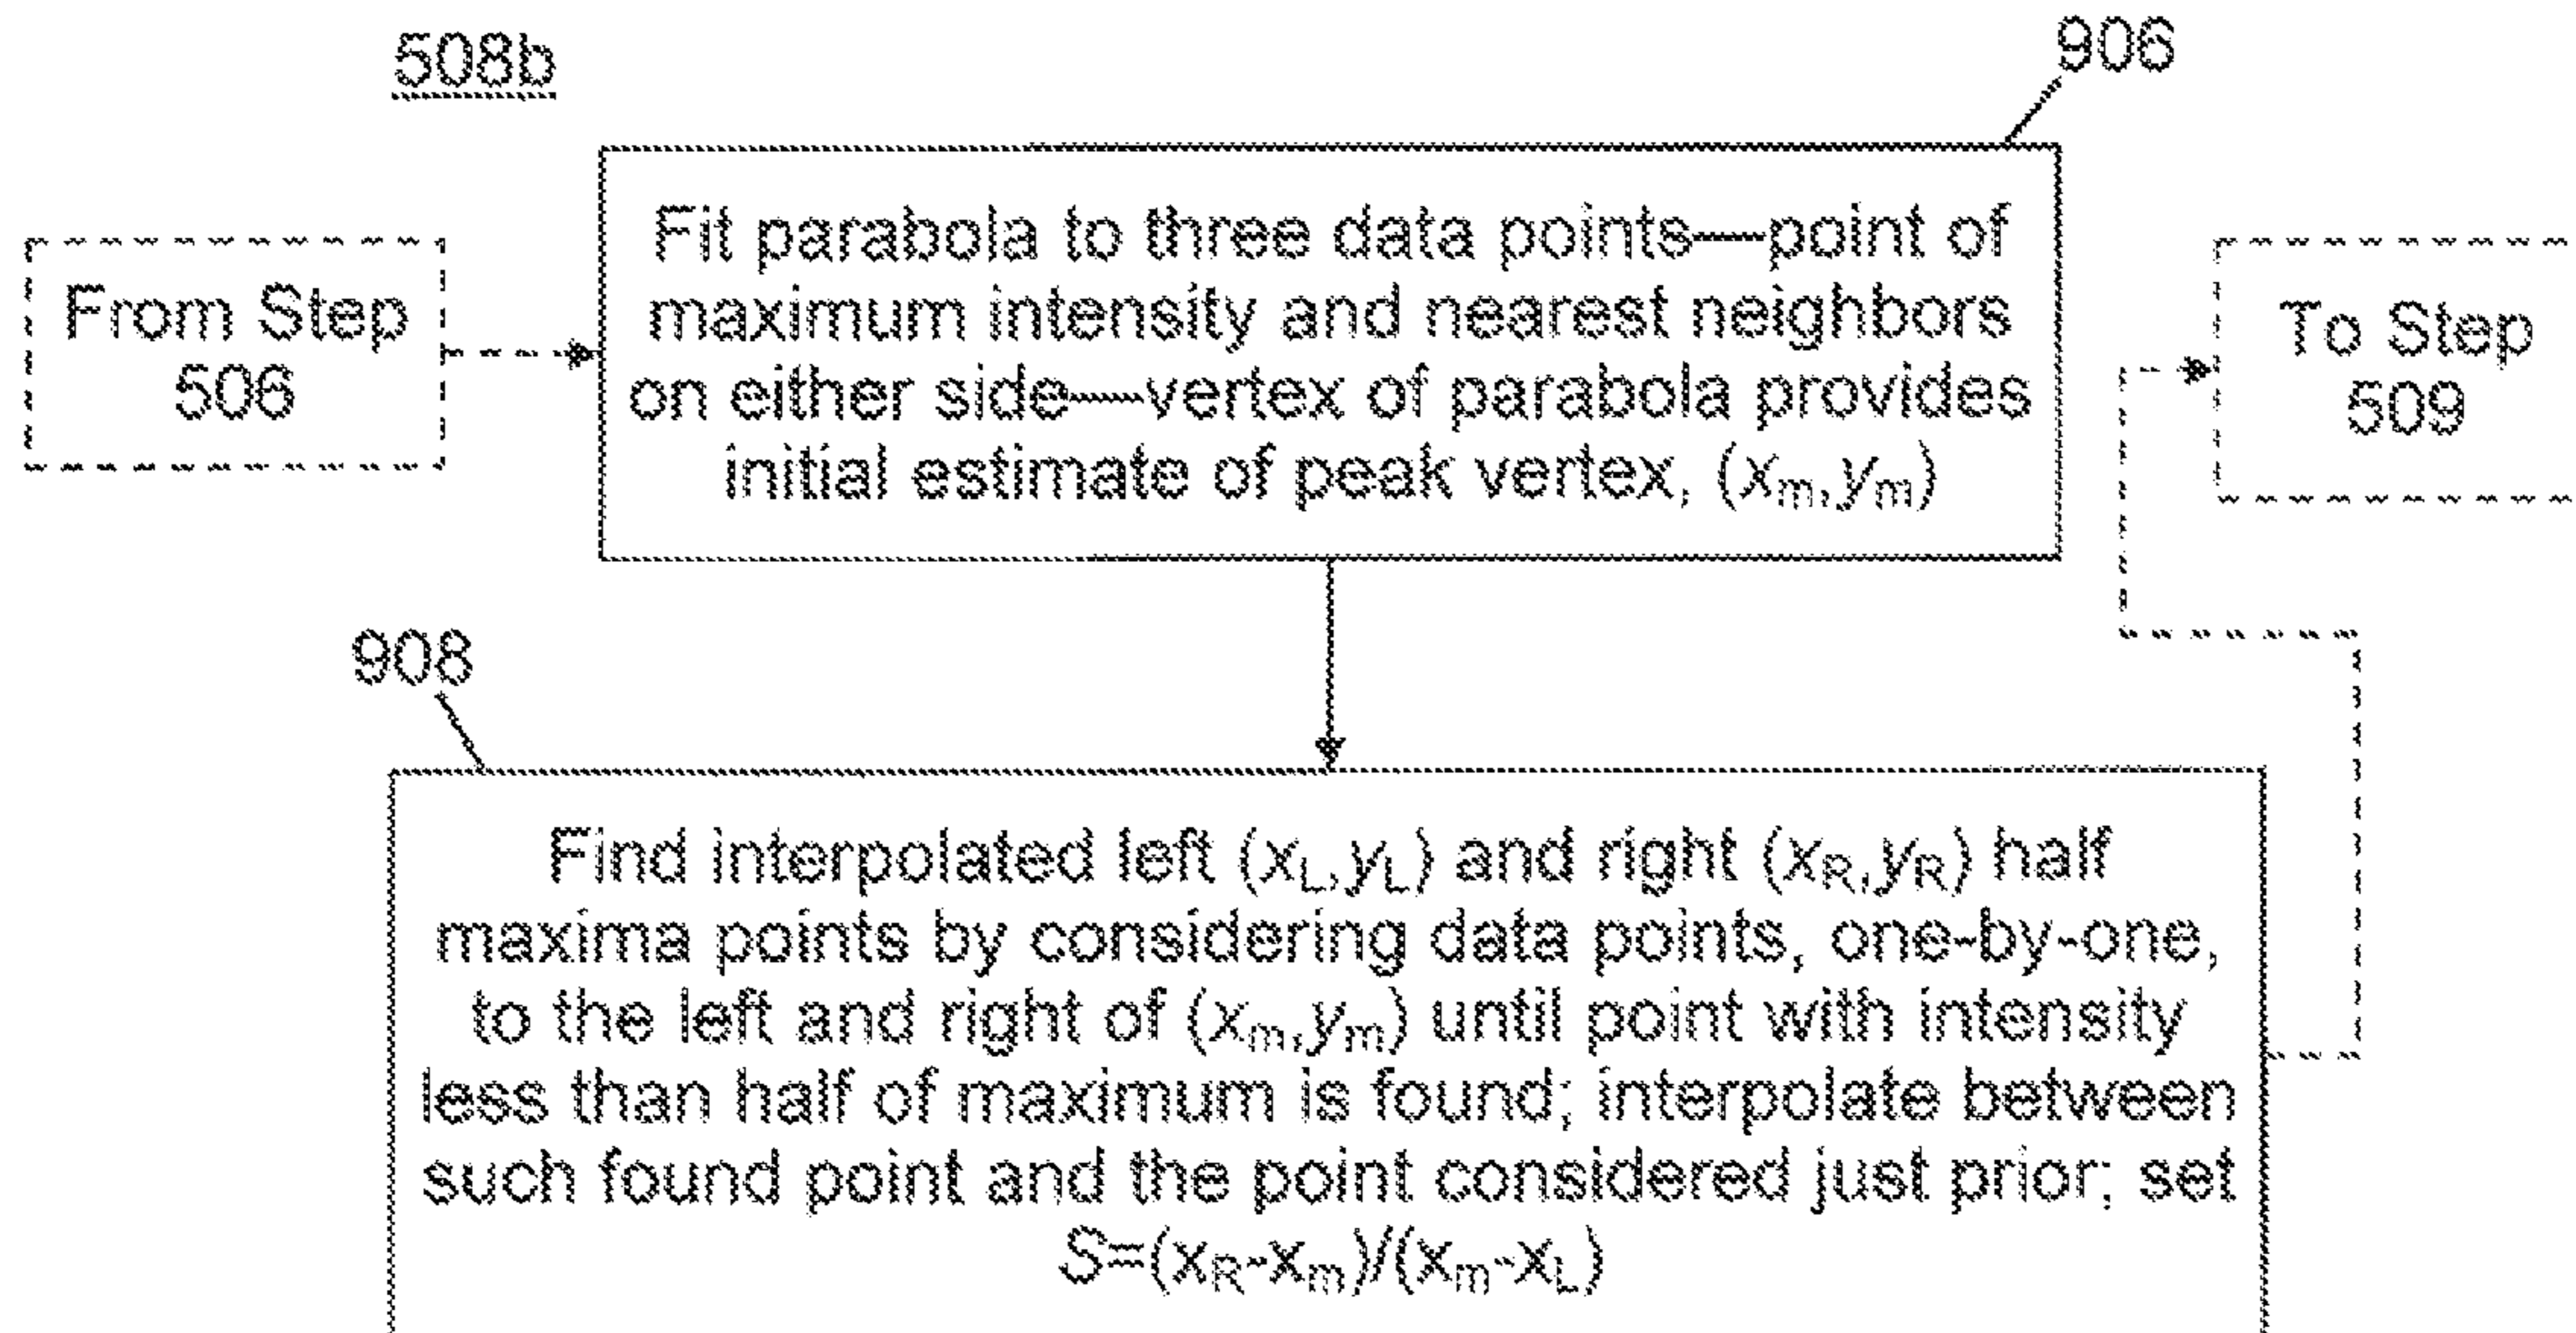 508b
906
From Step
506
Fit parabola to three data points—point of
maximum intensity and nearest neighbors
on either side—vertex of parabola provides
initial estimate of peak vertex, (xm,ym)
To Step
509
908
Find interpolated left (xL,yL) and right (xR,yR) half
maxima points by considering data points, one-by-one,
to the left and right of (xm,ym) until point with intensity
less than half of maximum is found; interpolate between
such found point and the point considered just prior; set
S=(xR-xm)/(xm-xL)